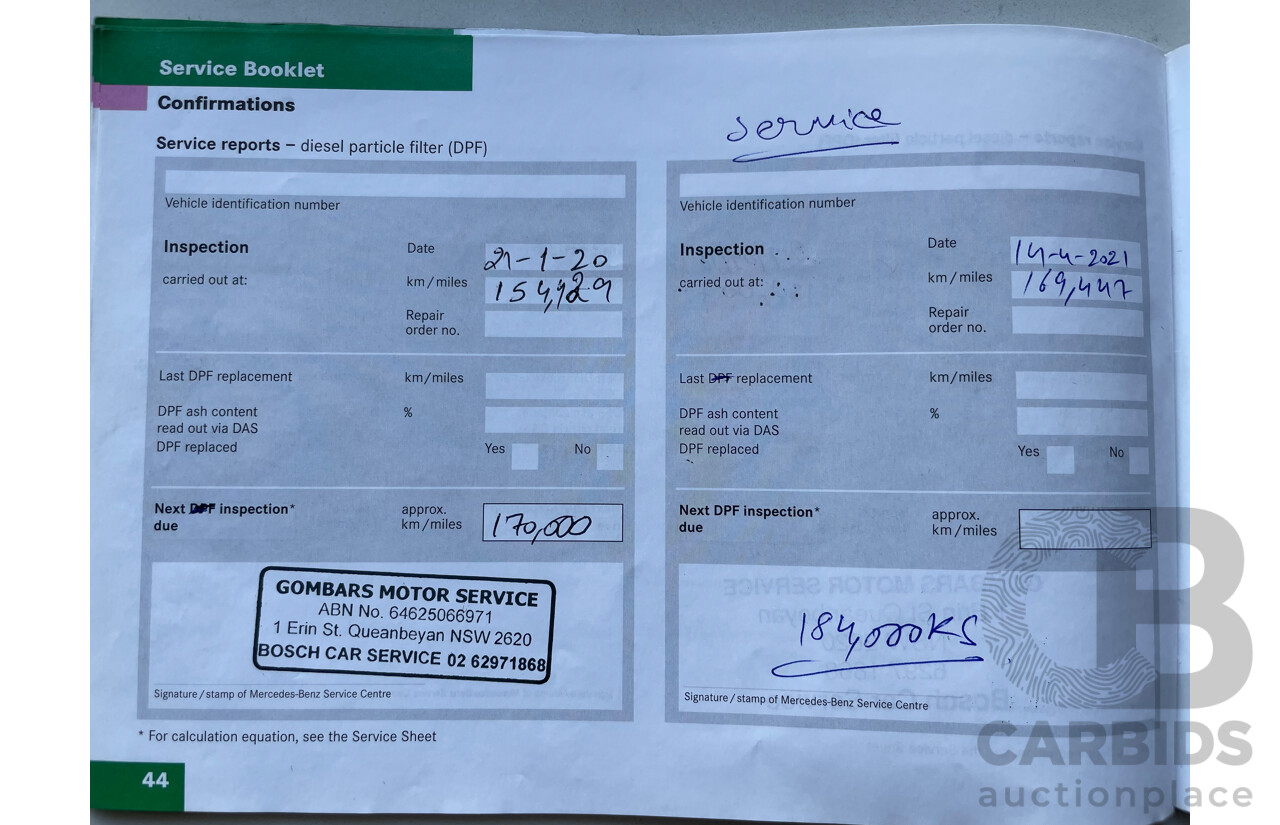 Service Booklet
Confirmations
Service reports – diesel particle filter (DPF)
Vehicle identification number
Inspection
carried out at:
Date
21-1-20
km/miles
Repair
order no.
Last DPF replacement
km/miles
DPF ash content
read out via DAS
%
DPF replaced
Yes
No
Next DPF inspection*
due
approx.
km/miles
170,000
GOMBARS MOTOR SERVICE
ABN No. 64625066971
1 Erin St. Queanbeyan NSW 2620
BOSCH CAR SERVICE 02 62971868
Signature/stamp of Mercedes-Benz Service Centre
* For calculation equation, see the Service Sheet
44
Service
Vehicle identification number
Inspection
carried out at:
Date
14-4-2021
km/miles
169,447
Repair
order no.
Last DPF replacement
km/miles
DPF ash content
read out via DAS
%
DPF replaced
Yes
No
Next DPF inspection*
due
approx.
km/miles
184,000KS
Signature/stamp of Mercedes-Benz Service Centre
CB
CARBIDS
auctionplace